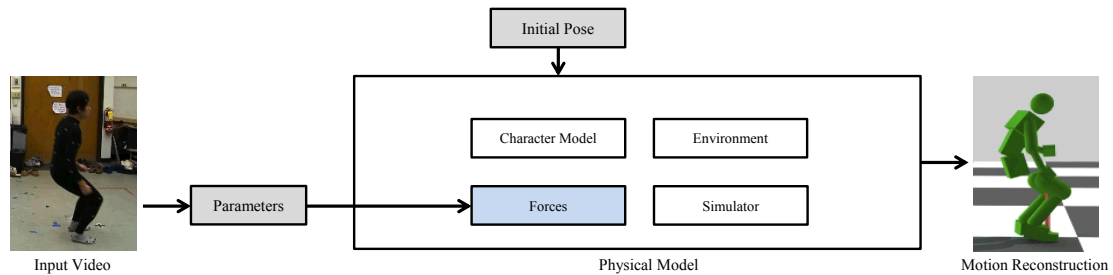 Initial Pose
Character Model
Environment
Parameters
Forces
Simulator
Input Video
Physical Model
Motion Reconstruction